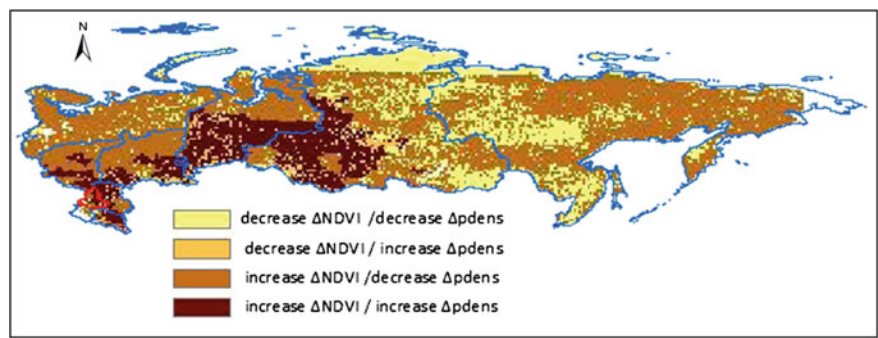 N
decrease ΔNDVI /decrease Δpdens
decrease ΔNDVI / increase Δpdens
increase ΔNDVI /decrease Δpdens
increase ΔNDVI / increase Δpdens